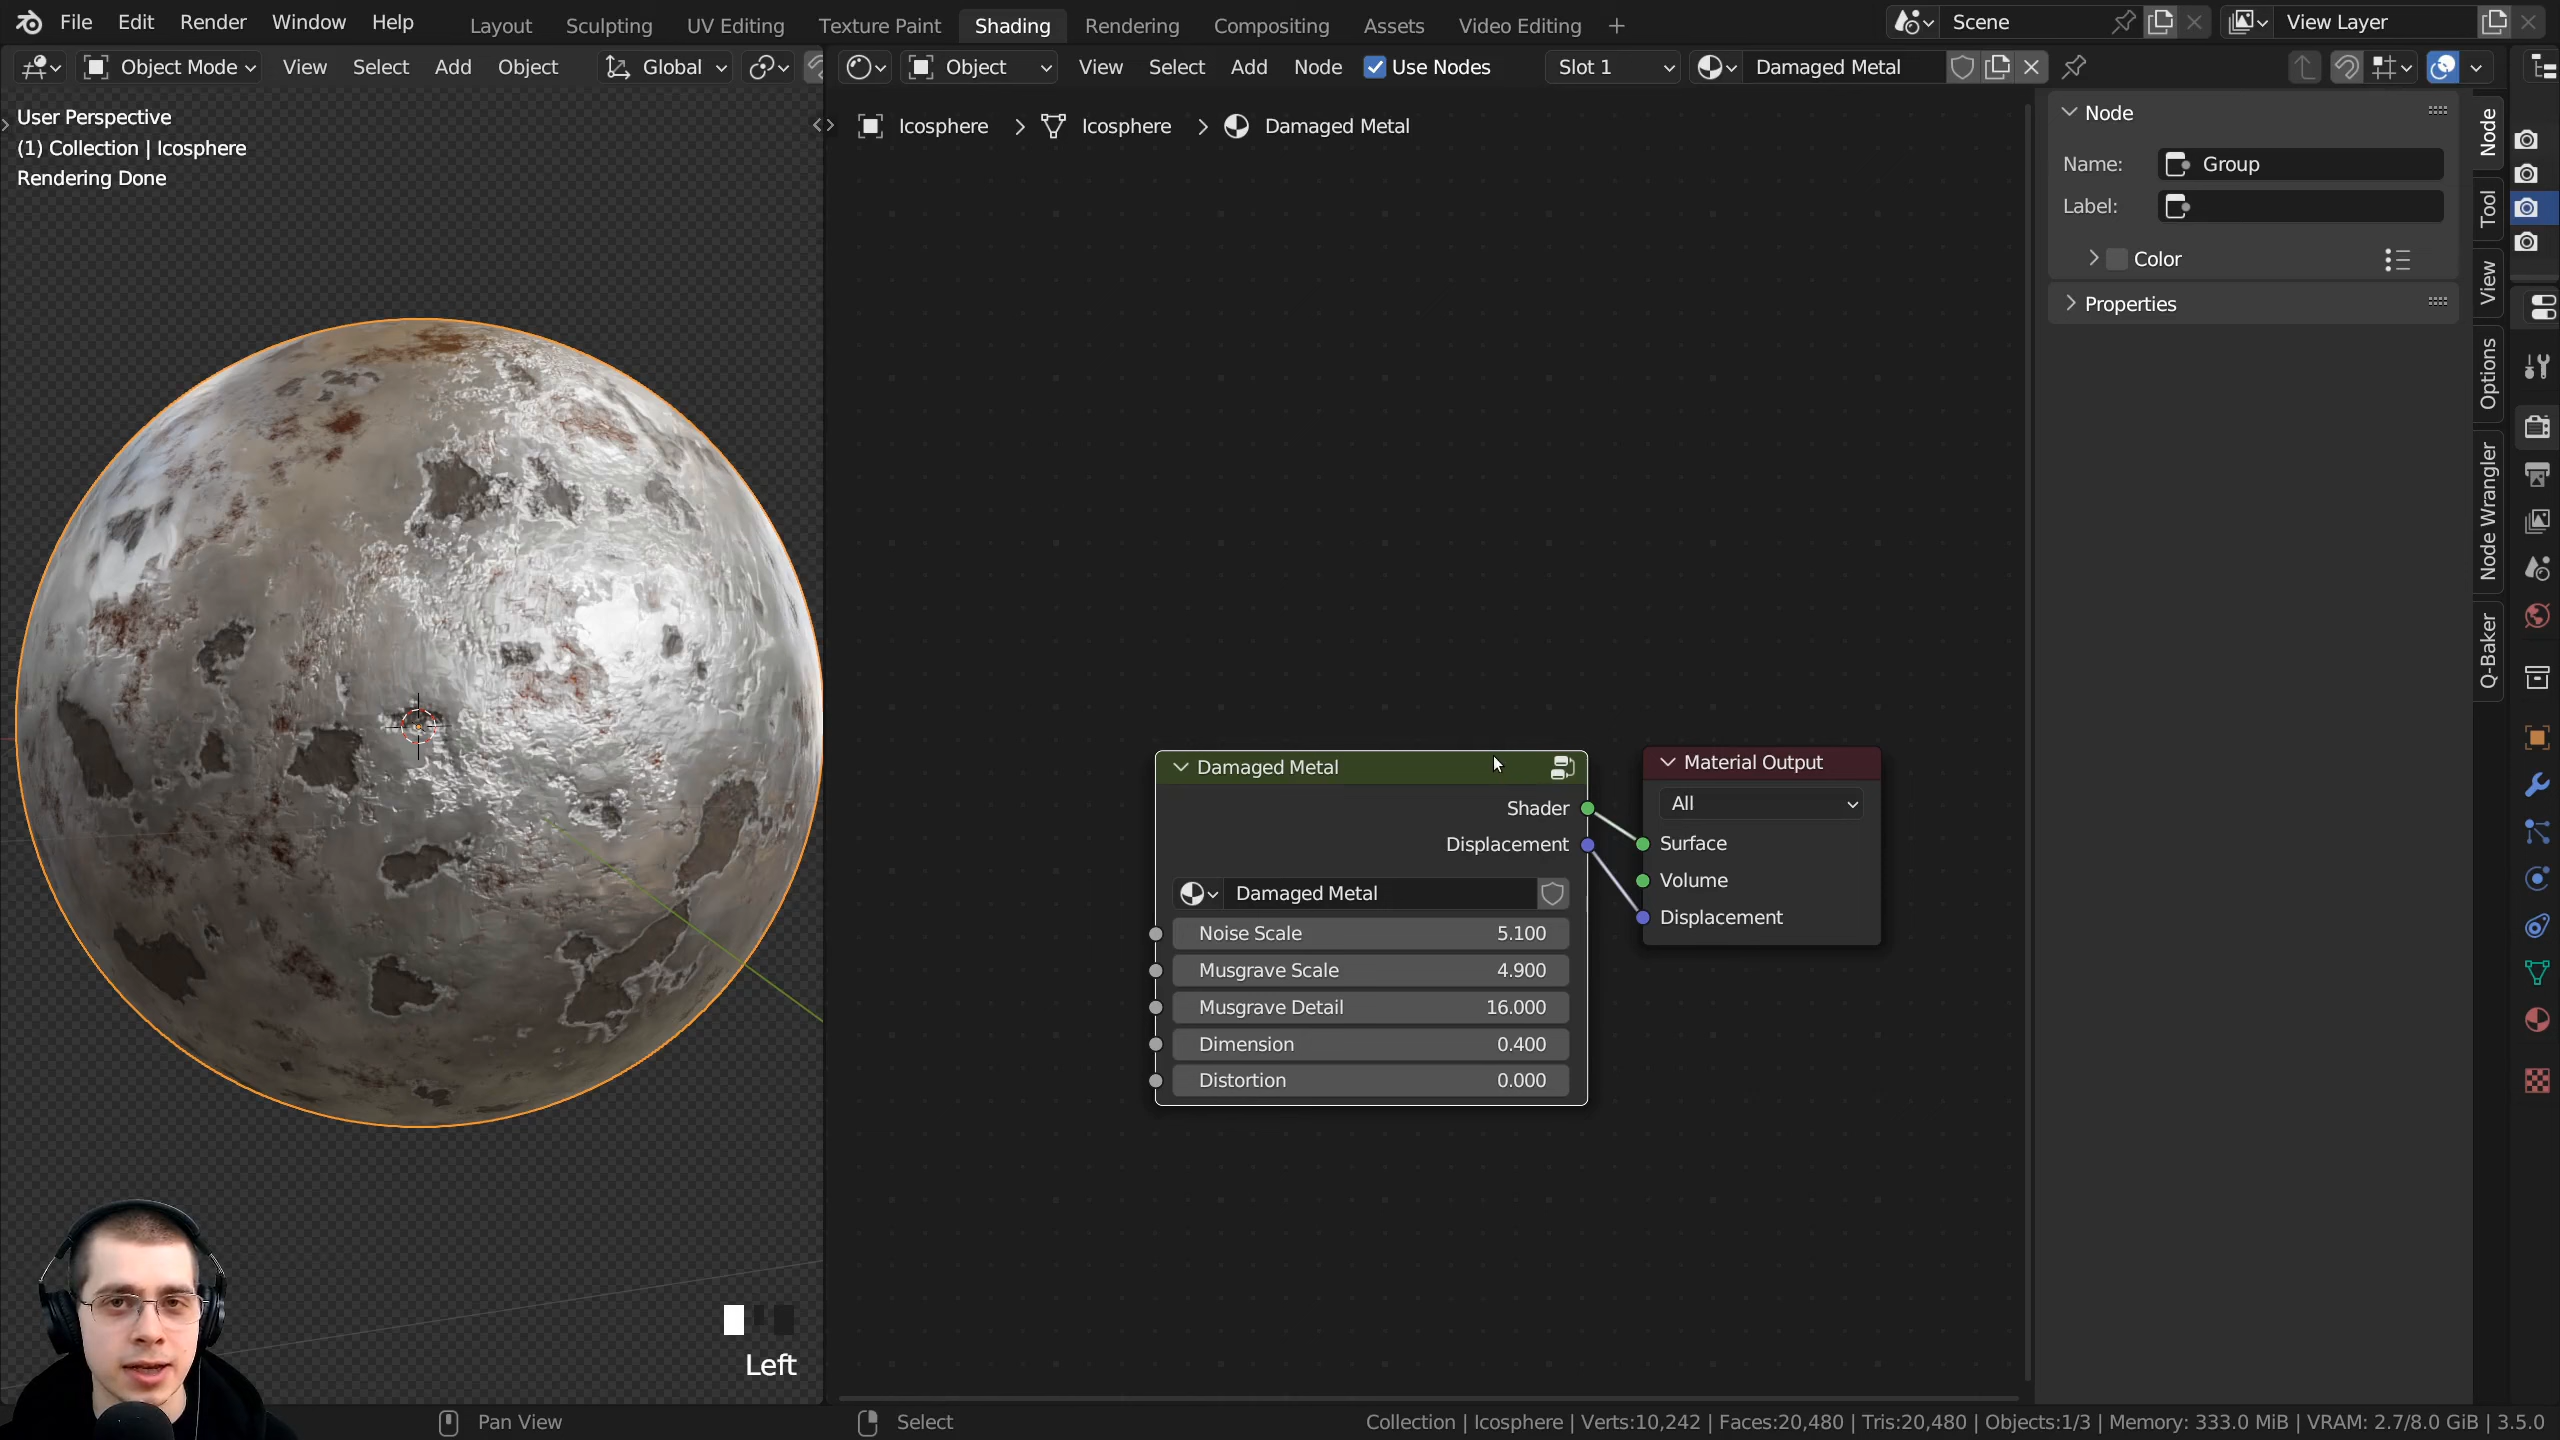 File Edit Render Window Help Layout Sculpting UV Editing Texture Paint Shading Rendering Compositing Assets Video Editing + Scene View Layer
Object Mode View Select Add Object Global Object View Select Add Node Use Nodes Slot 1 Damaged Metal
User Perspective
(1) Collection | Icosphere
Rendering Done
Icosphere > Icosphere > Damaged Metal
Node
Name: Group
Label:
Color
Properties
Node
Tool
View
Options
Node Wrangler
Q-Baker
Damaged Metal
Shader
Displacement
Damaged Metal
Noise Scale 5.100
Musgrave Scale 4.900
Musgrave Detail 16.000
Dimension 0.400
Distortion 0.000
Material Output
All
Surface
Volume
Displacement
Left
Pan View Select Collection | Icosphere | Verts:10,242 | Faces:20,480 | Tris:20,480 | Objects:1/3 | Memory: 333.0 MiB | VRAM: 2.7/8.0 GiB | 3.5.0